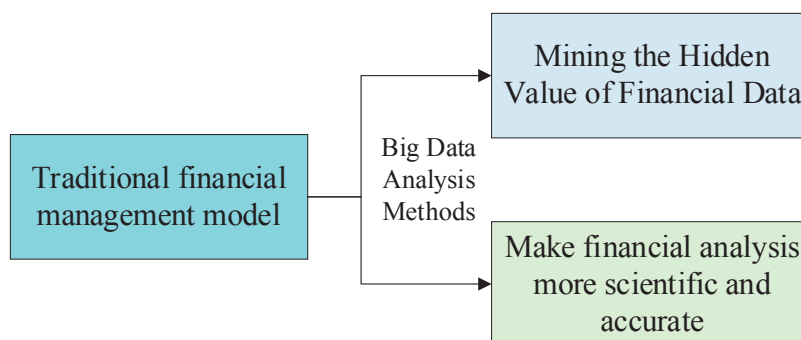 Traditional financial
management model
Big Data
Analysis
Methods
Mining the Hidden
Value of Financial Data
Make financial analysis
more scientific and
accurate